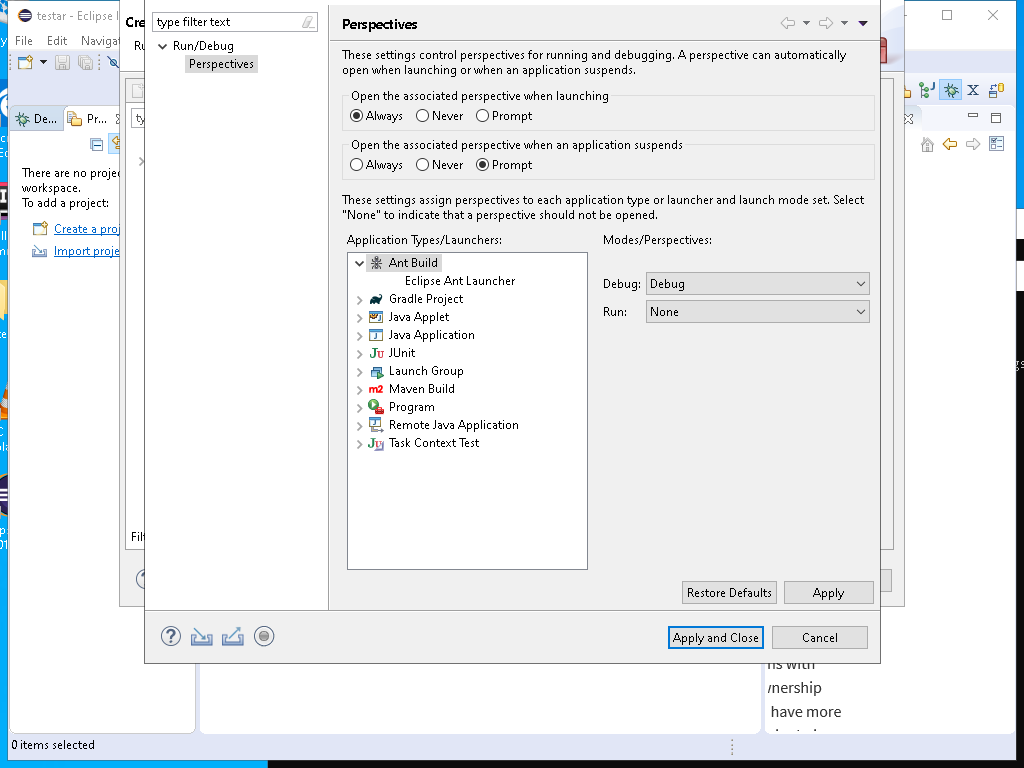 testar - Eclipse I
File Edit Naviga
Cre
Ru
type filter text
Run/Debug
Perspectives
Perspectives
These settings control perspectives for running and debugging. A perspective can automatically
open when launching or when an application suspends.
Open the associated perspective when launching
Always Never Prompt
Open the associated perspective when an application suspends
Always Never Prompt
These settings assign perspectives to each application type or launcher and launch mode set. Select
"None" to indicate that a perspective should not be opened.
Application Types/Launchers:
Modes/Perspectives:
Ant Build
Eclipse Ant Launcher
Gradle Project
Java Applet
Java Application
JUnit
Launch Group
Maven Build
Program
Remote Java Application
Task Context Test
Debug: Debug
Run: None
Restore Defaults Apply
Apply and Close Cancel
De... Pr...
There are no proje
workspace.
To add a project:
Create a proj
Import proje
ty
Filt
ns with
nership
have more
0 items selected